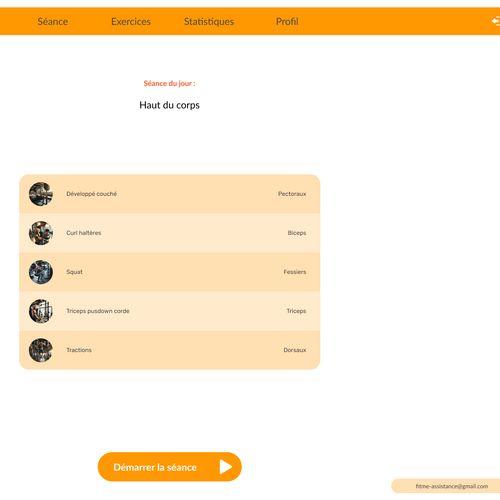 Séance Exercices Statistiques Profil
Séance du jour :
Haut du corps
Développé couché Pectoraux
Curl haltères Biceps
Squat Fessiers
Triceps pusdown corde Triceps
Tractions Dorsaux
Démarrer la séance
fitme-assistance@gmail.com